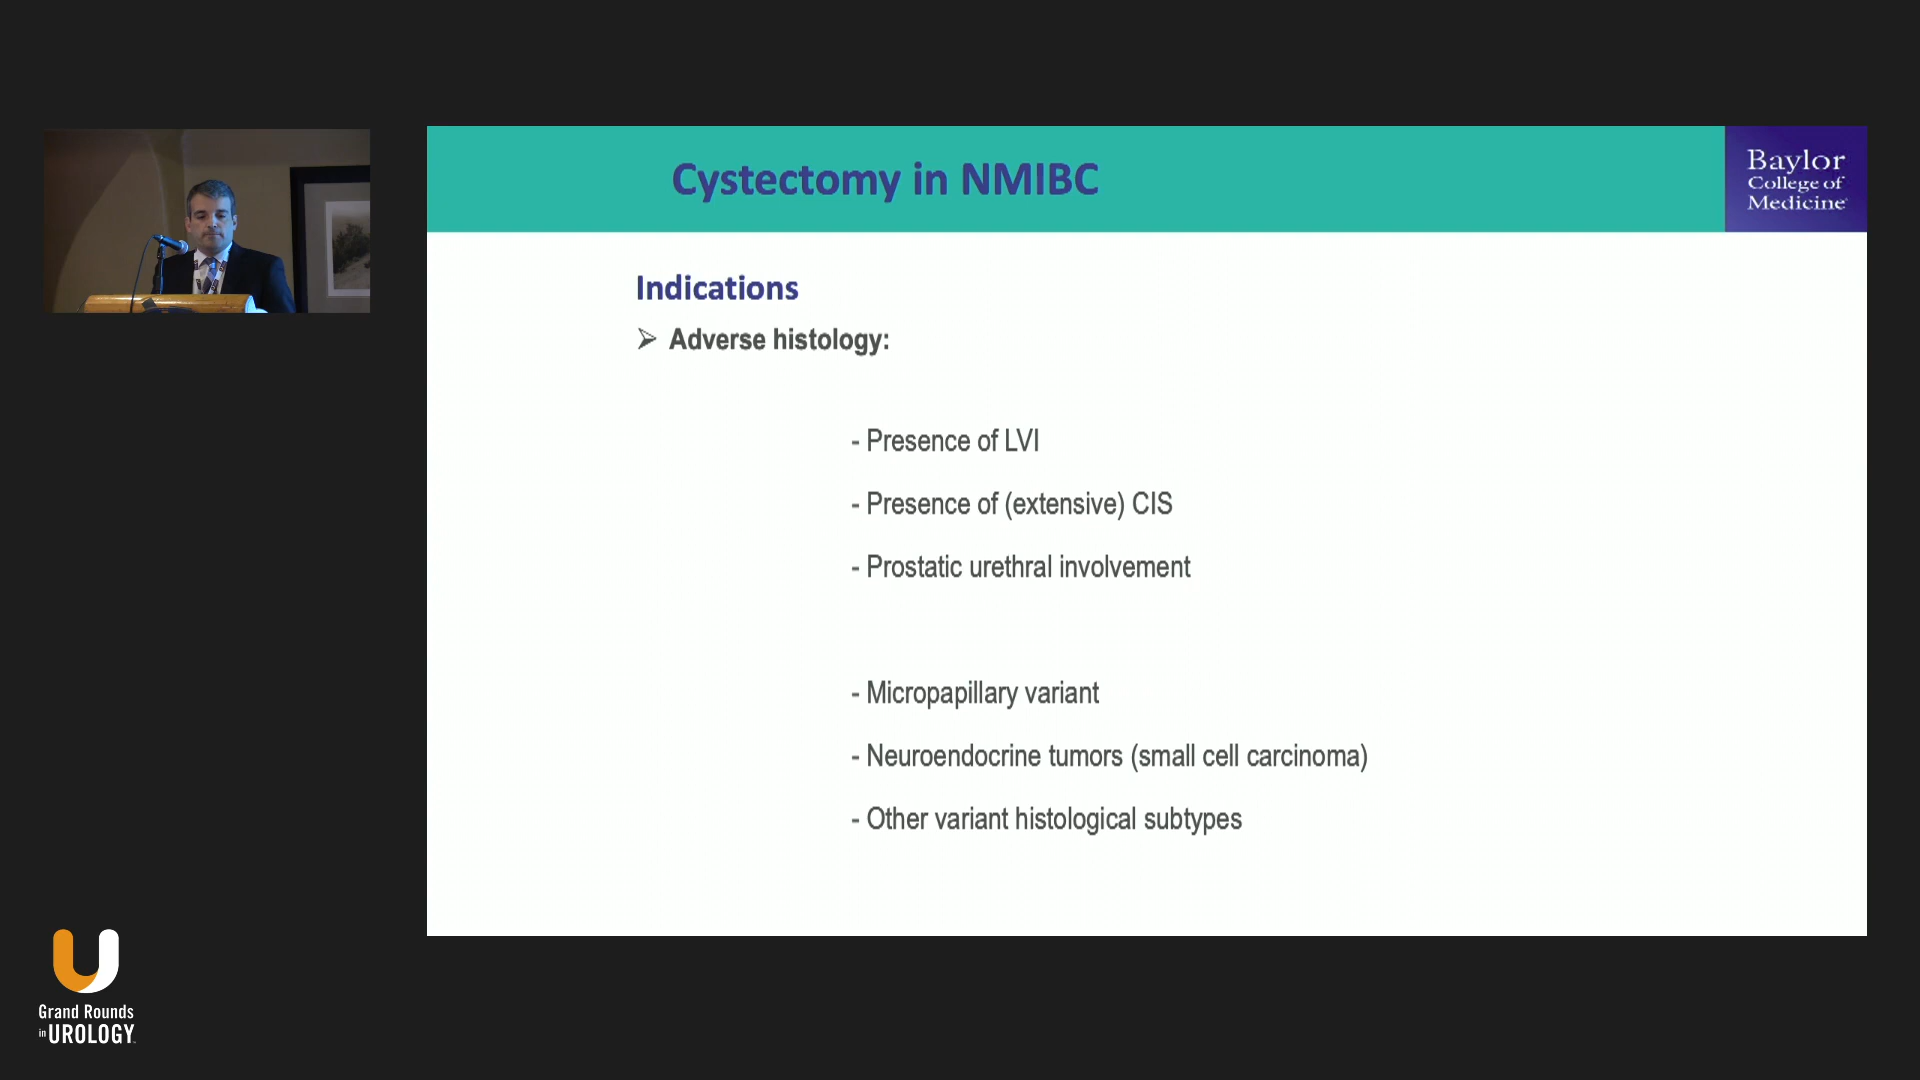 Cystectomy in NMIBC
Baylor
College of
Medicine
Indications
➢ Adverse histology:
- Presence of LVI
- Presence of (extensive) CIS
- Prostatic urethral involvement
- Micropapillary variant
- Neuroendocrine tumors (small cell carcinoma)
- Other variant histological subtypes
Grand Rounds
in UROLOGY